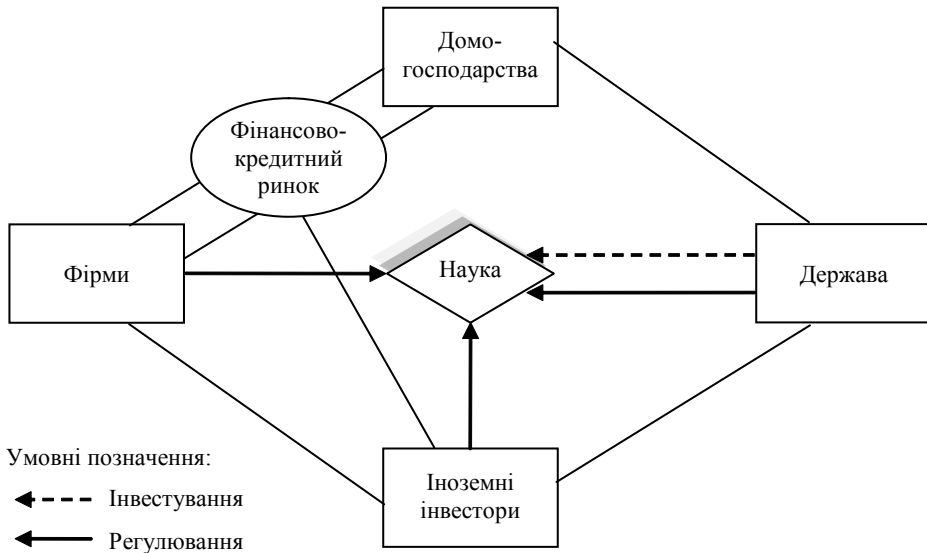 Домо-
господарства
Фінансово-
кредитний
ринок
Фірми
Наука
Держава
Іноземні
інвестори
Умовні позначення:
Інвестування
Регулювання